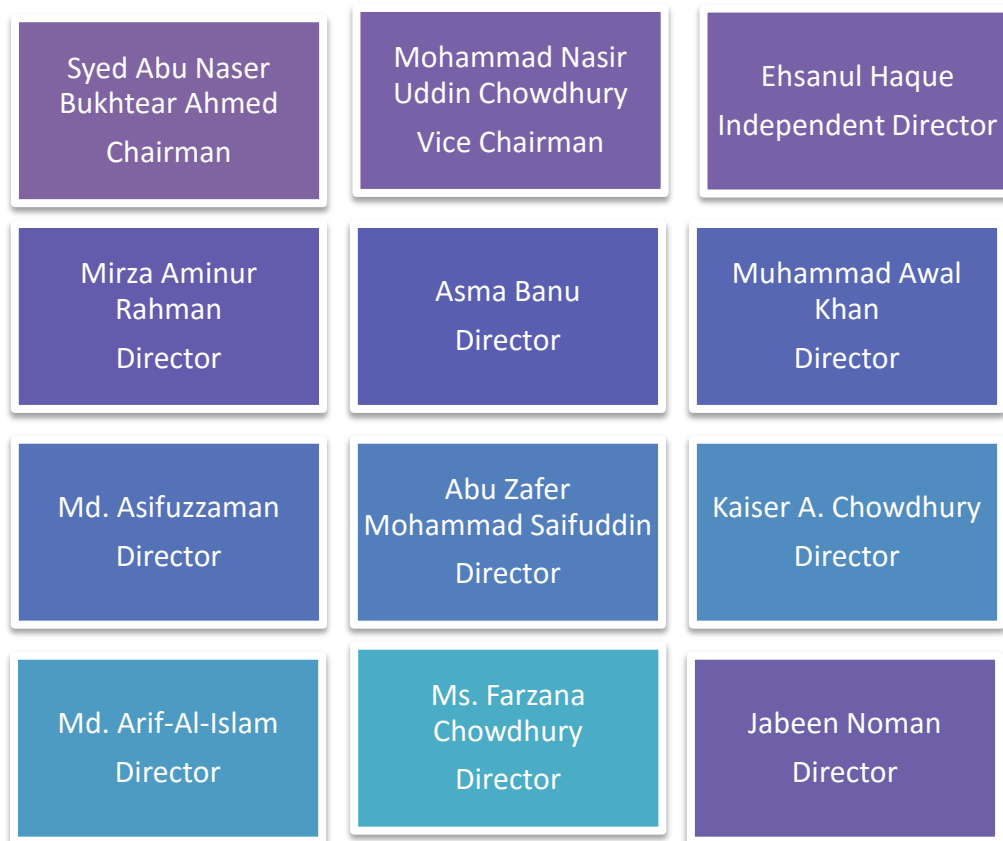 Syed Abu Naser
Bukhtear Ahmed
Chairman
Mohammad Nasir
Uddin Chowdhury
Vice Chairman
Ehsanul Haque
Independent Director
Mirza Aminur
Rahman
Director
Asma Banu
Director
Muhammad Awal
Khan
Director
Md. Asifuzzaman
Director
Abu Zafer
Mohammad Saifuddin
Director
Kaiser A. Chowdhury
Director
Md. Arif-Al-Islam
Director
Ms. Farzana
Chowdhury
Director
Jabeen Noman
Director